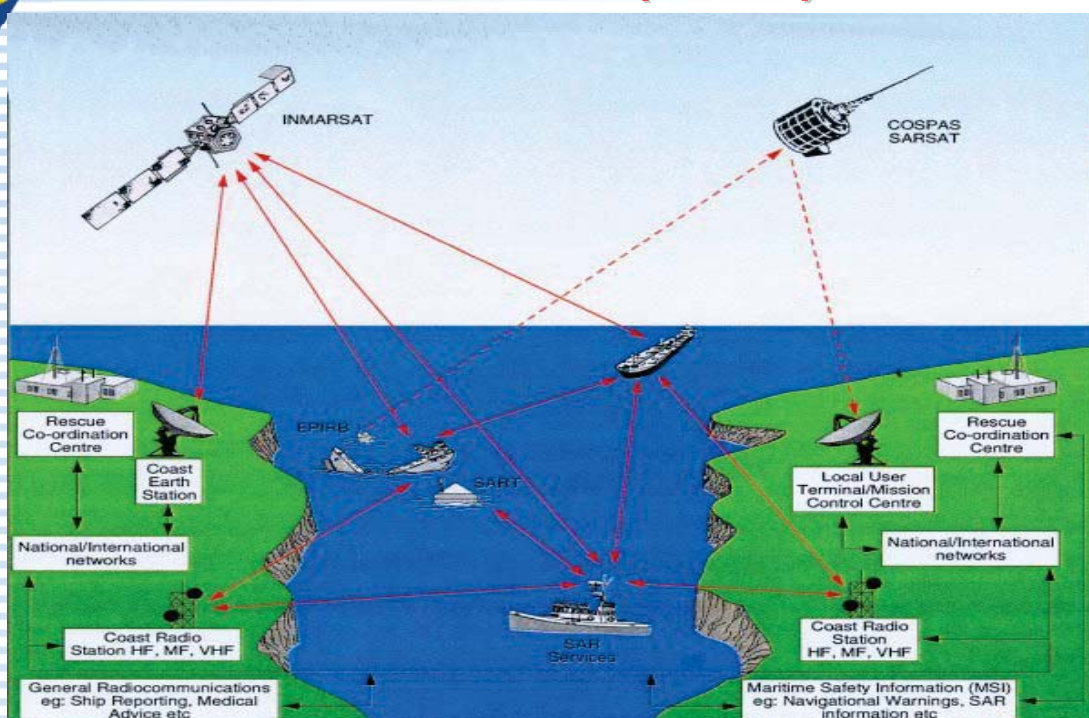 INMARSAT
COSPAS
SARSAT
Rescue
Co-ordination
Centre
Coast
Earth
Station
National/International
networks
Coast Radio
Station HF, MF, VHF
General Radiocommunications
eg: Ship Reporting, Medical
Advice etc
EPIRB
SART
SAR
Services
Rescue
Co-ordination
Centre
Local User
Terminal/Mission
Control Centre
National/International
networks
Coast Radio
Station
HF, MF, VHF
Maritime Safety Information (MSI)
eg: Navigational Warnings, SAR
information etc